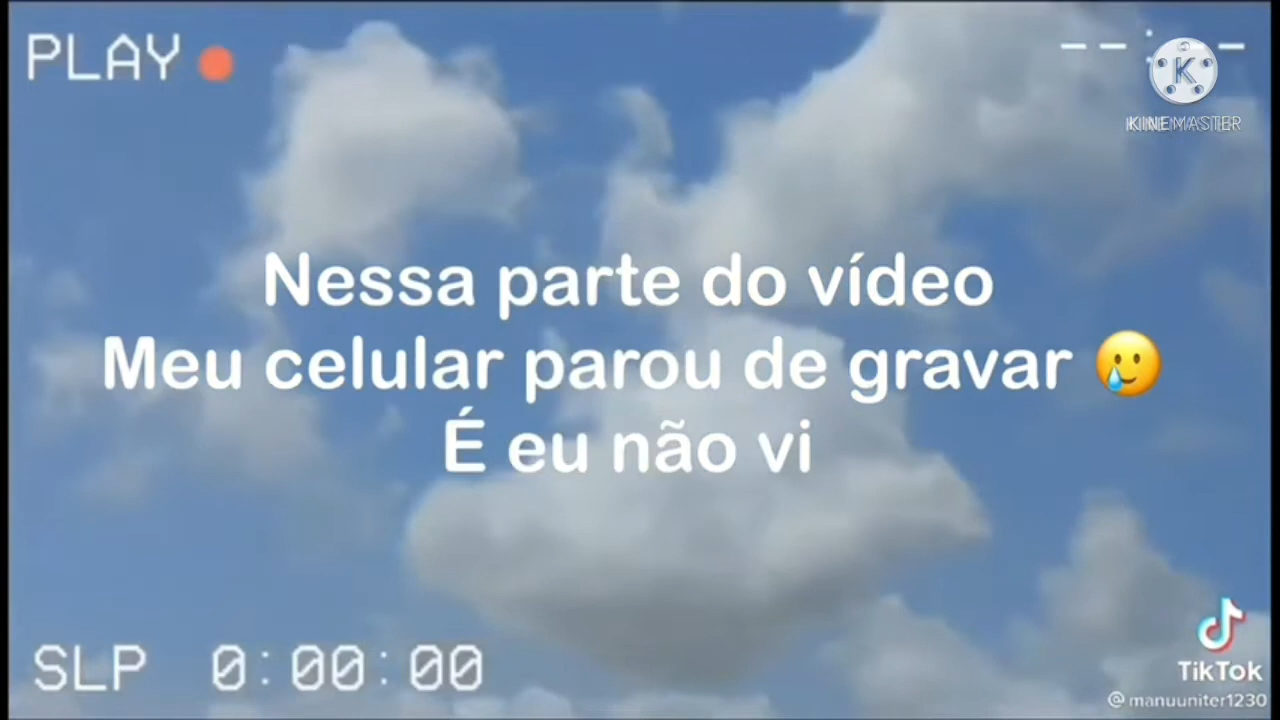 PLAY
KINEMASTER
Nessa parte do vídeo
Meu celular parou de gravar 🥲
É eu não vi
SLP 0:00:00
TikTok
@manuuniter1230